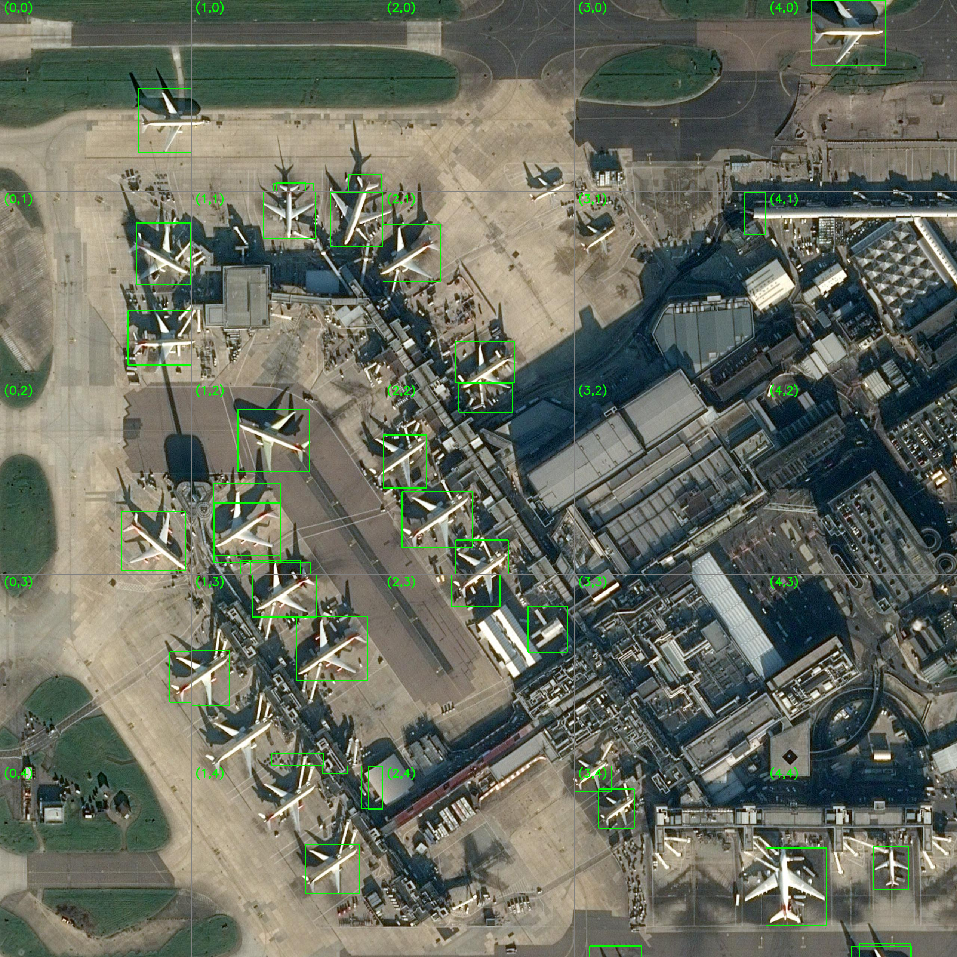 (0,0) (1,0) (2,0) (3,0) (4,0)
(0,1) (1,1) (2,1) (3,1) (4,1)
(0,2) (1,2) (2,2) (3,2) (4,2)
(0,3) (1,3) (2,3) (3,3) (4,3)
(0,4) (1,4) (2,4) (3,4) (4,4)